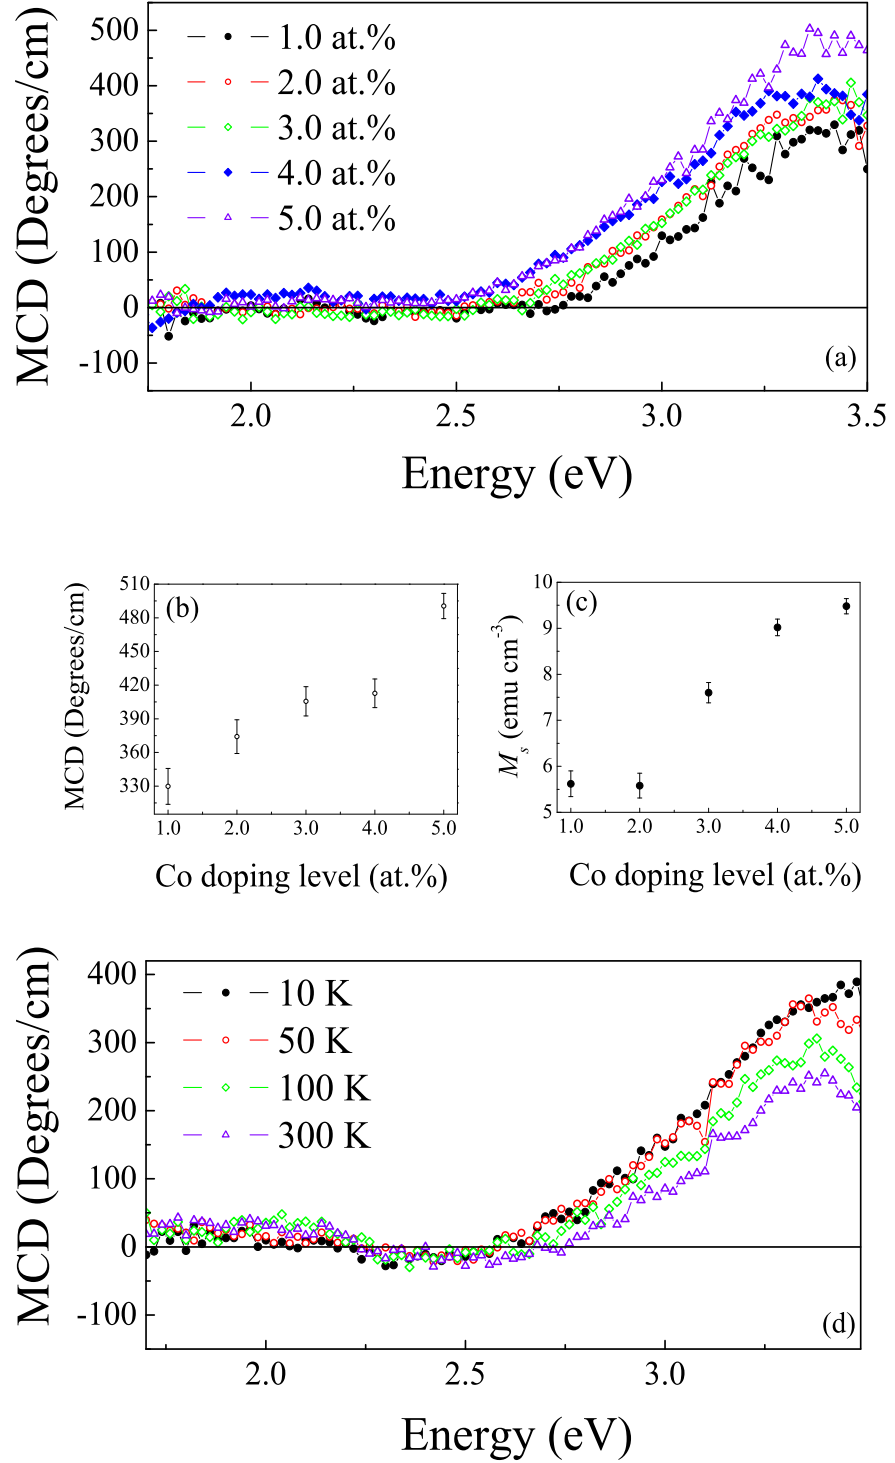 500
400
300
200
100
0
-100
MCD (Degrees/cm)
1.0 at.%
2.0 at.%
3.0 at.%
4.0 at.%
5.0 at.%
(a)
2.0 2.5 3.0 3.5
Energy (eV)
510
480
420
390
360
330
MCD (Degrees/cm)
(b)
1.0 2.0 3.0 4.0 5.0
Co doping level (at.%)
10
9
8
7
6
5
Ms (emu cm-3)
(c)
1.0 2.0 3.0 4.0 5.0
Co doping level (at.%)
400
300
200
100
0
-100
MCD (Degrees/cm)
10 K
50 K
100 K
300 K
(d)
2.0 2.5 3.0
Energy (eV)